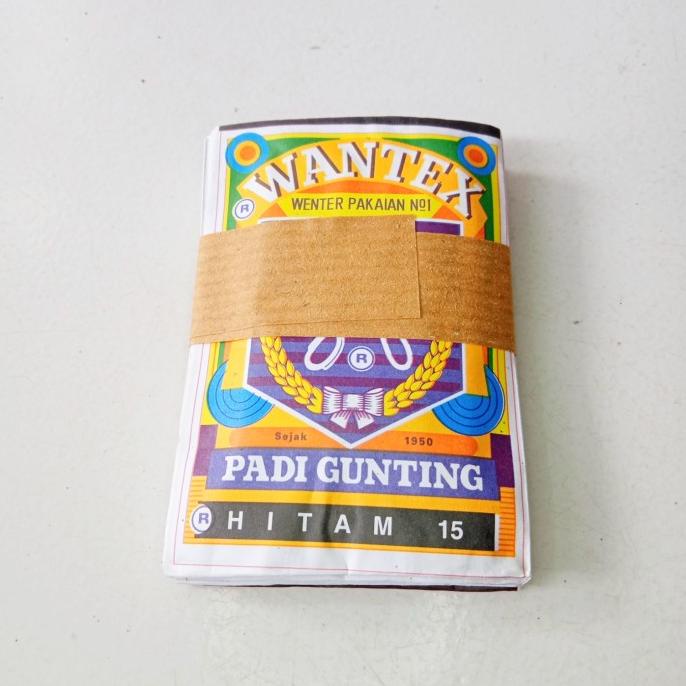 WANTEX
® WENTER PAKAIAN Nº1
®
Sejak 1950
PADI GUNTING
® HITAM 15